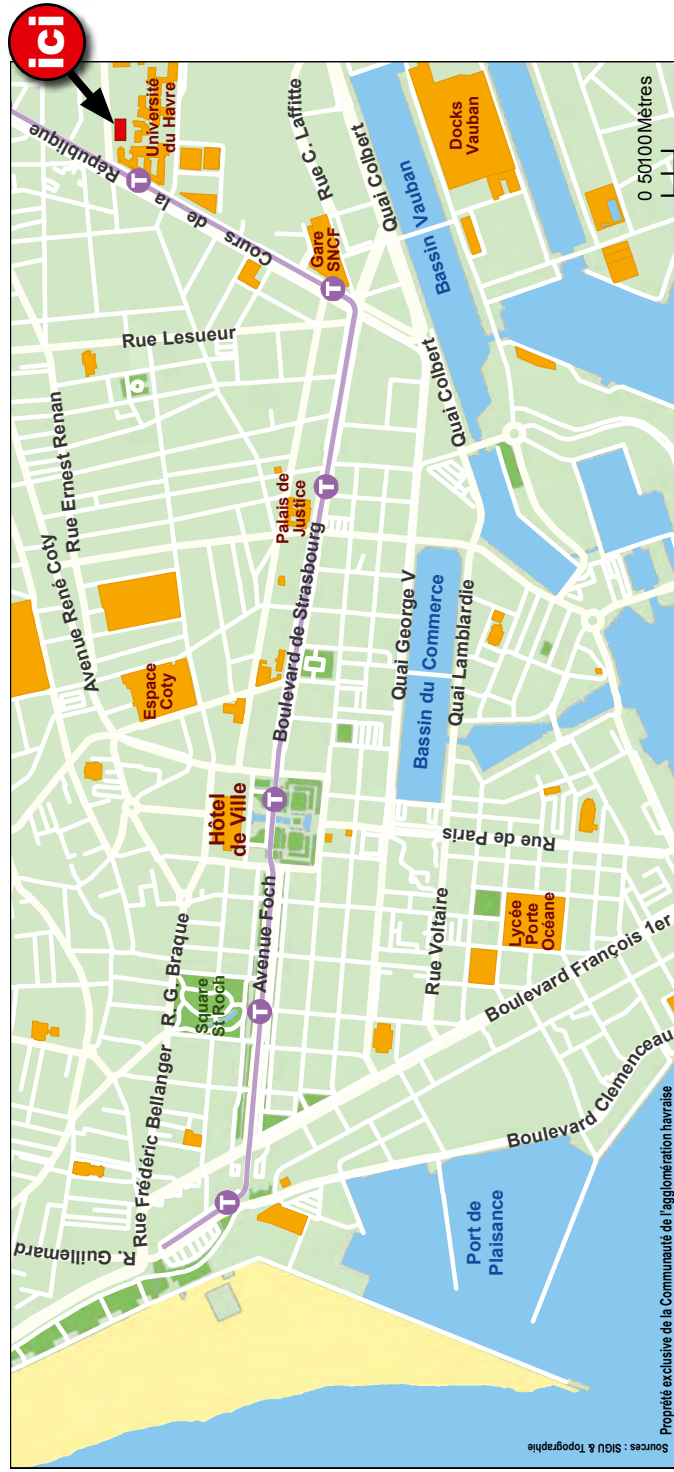 ici
Université
du Havre
Cours de la République
T
Rue C. Laffitte
Gare
SNCF
T
Quai Colbert
Docks
Vauban
Bassin Vauban
0 50100Mètres
Rue Lesueur
Quai Colbert
Rue Ernest Renan
Avenue René Coty
Palais de
Justice
T
Boulevard de Strasbourg
Espace
Coty
Quai George V
Bassin du Commerce
Quai Lamblardie
Hôtel
de Ville
T
Rue de Paris
Avenue Foch
R. G. Braque
Square
St Roch
T
Rue Voltaire
Lycée
Porte
Océane
Boulevard François 1er
Rue Frédéric Bellanger
R. Guillemard
T
Boulevard Clemenceau
Port de
Plaisance
Propriété exclusive de la Communauté de l'agglomération havraise
Sources : SIGU & Topographie